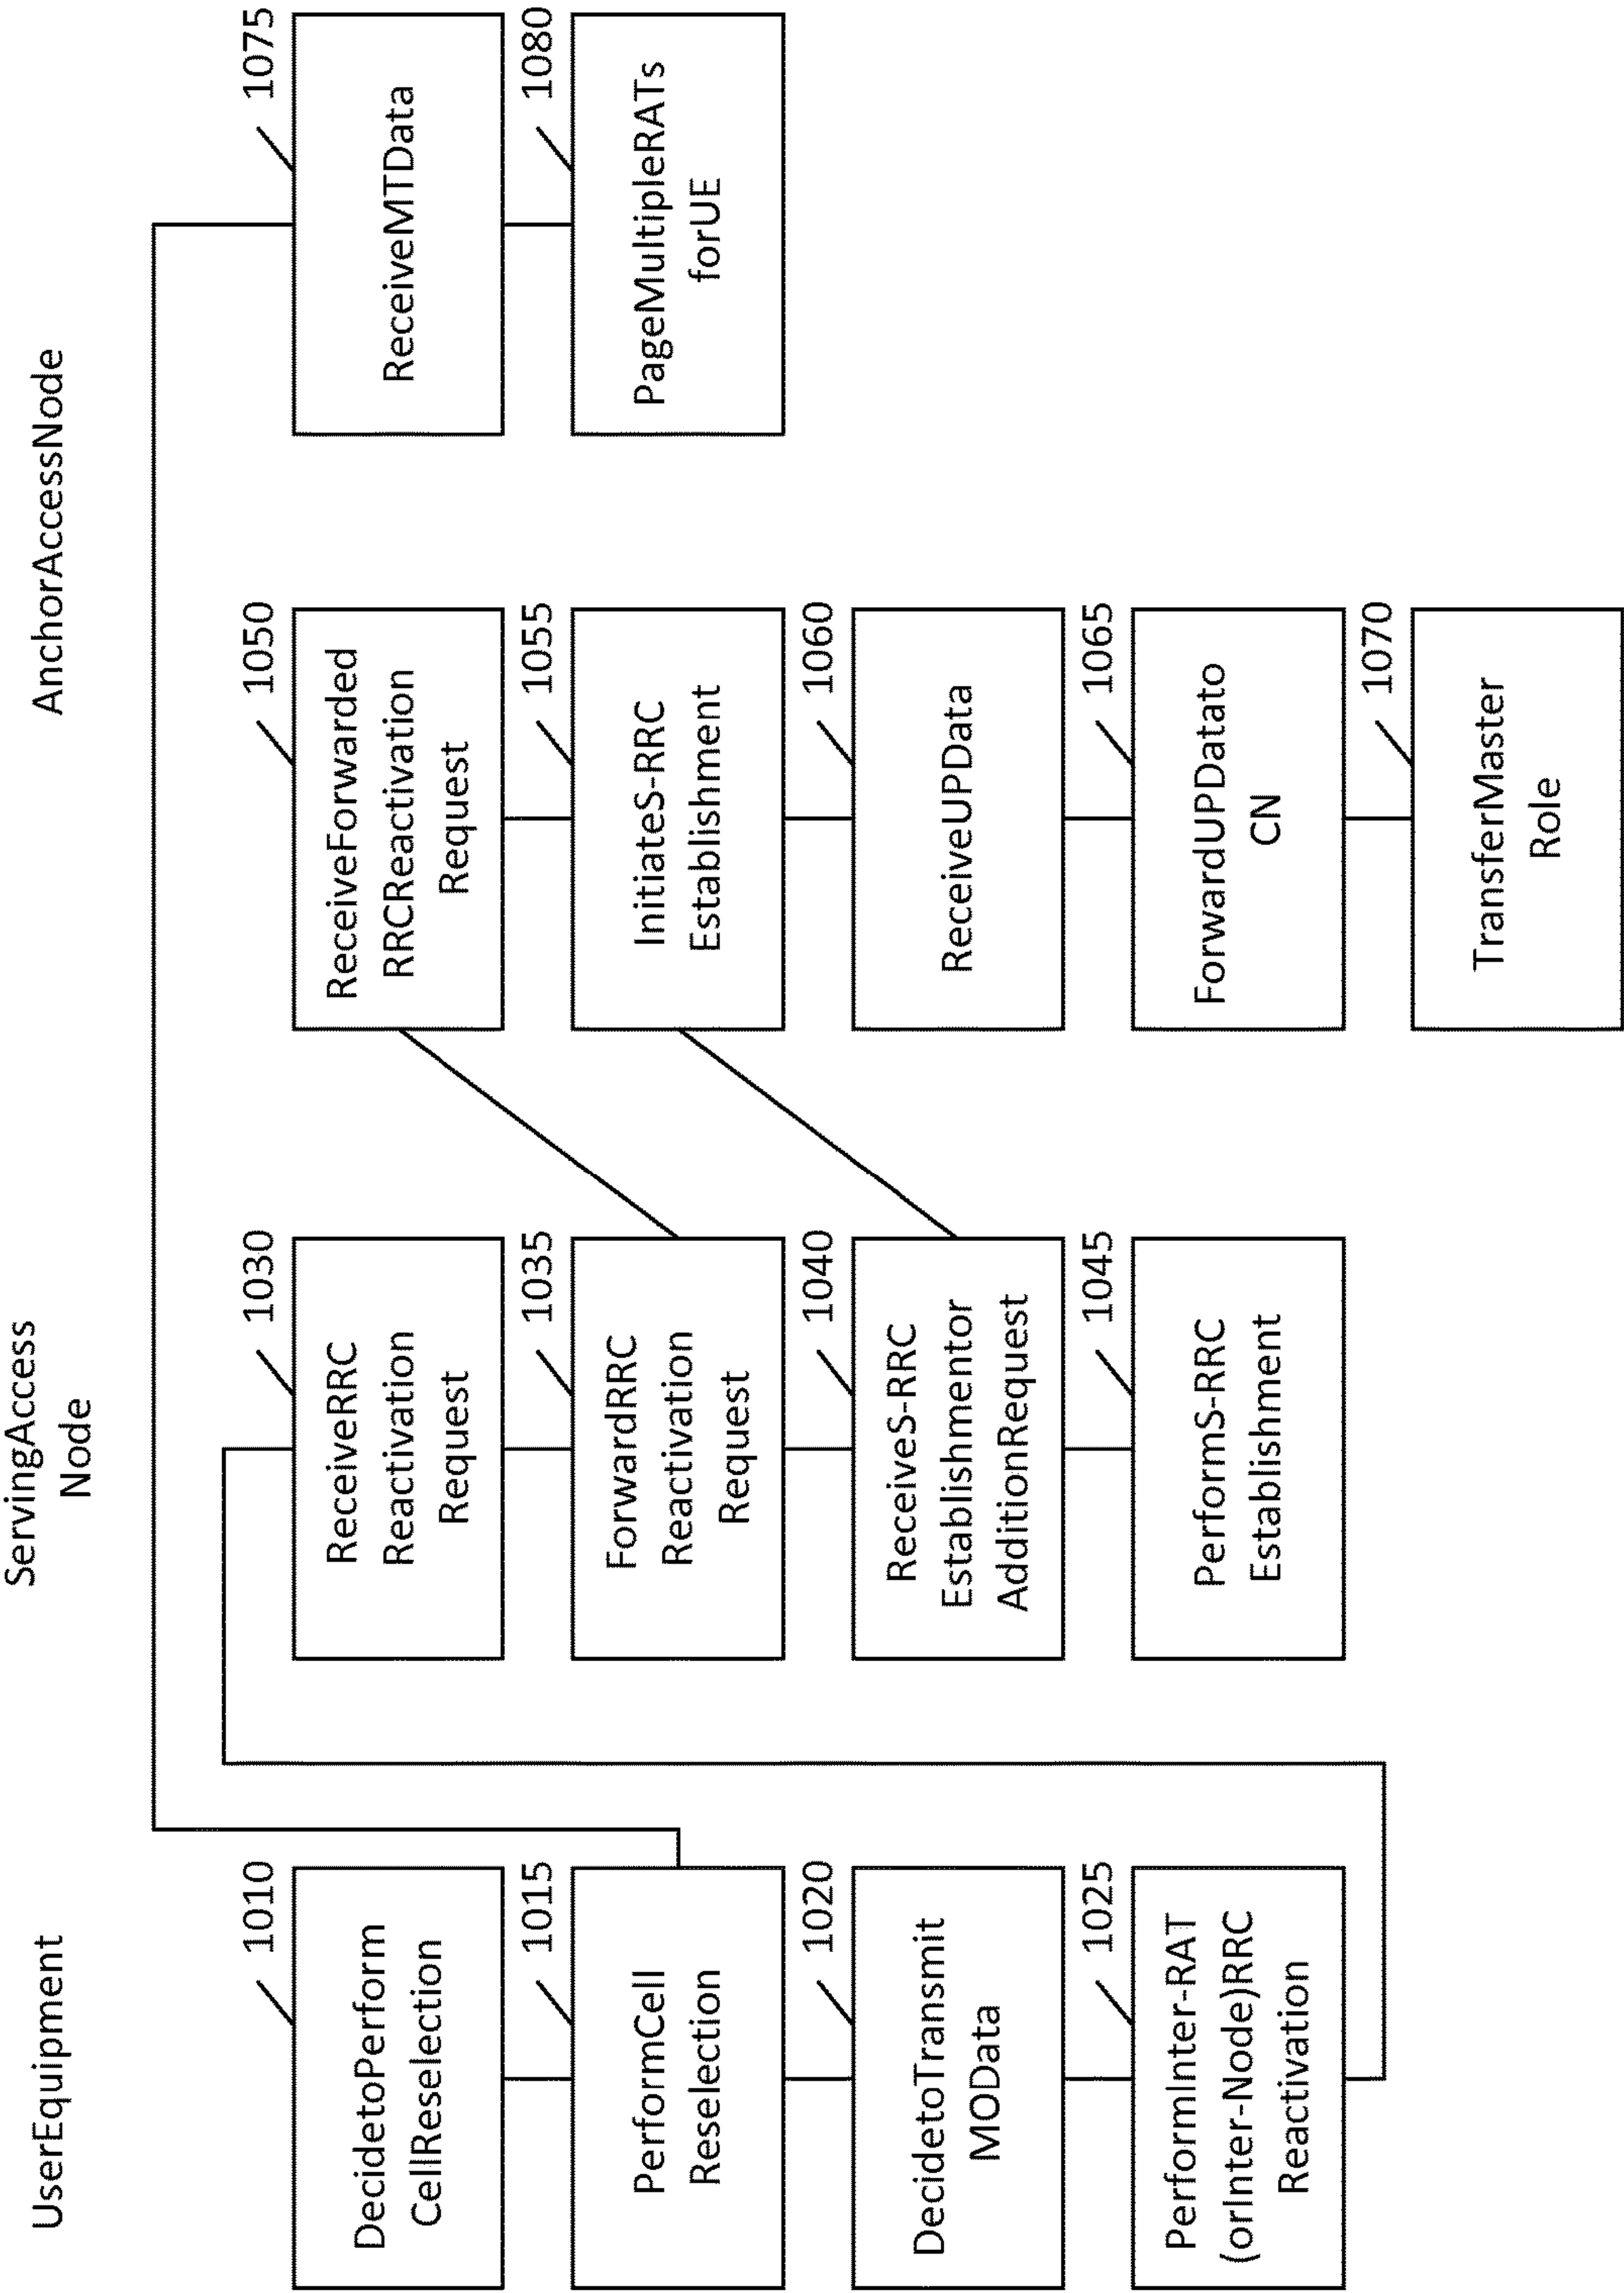 UserEquipment
1010
DecidetoPerform
CellReselection
1015
PerformCell
Reselection
1020
DecidetoTransmit
MOData
1025
PerformInter-RAT
(orInter-Node)RRC
Reactivation
ServingAccess
Node
1030
ReceiveRRC
Reactivation
Request
1035
ForwardRRC
Reactivation
Request
1040
ReceiveS-RRC
Establishmentor
AdditionRequest
1045
PerformS-RRC
Establishment
AnchorAccessNode
1050
ReceiveForwarded
RRCReactivation
Request
1055
InitiateS-RRC
Establishment
1060
ReceiveUPData
1065
ForwardUPDatato
CN
1070
TransferMaster
Role
1075
ReceiveMTData
1080
PageMultipleRATs
forUE